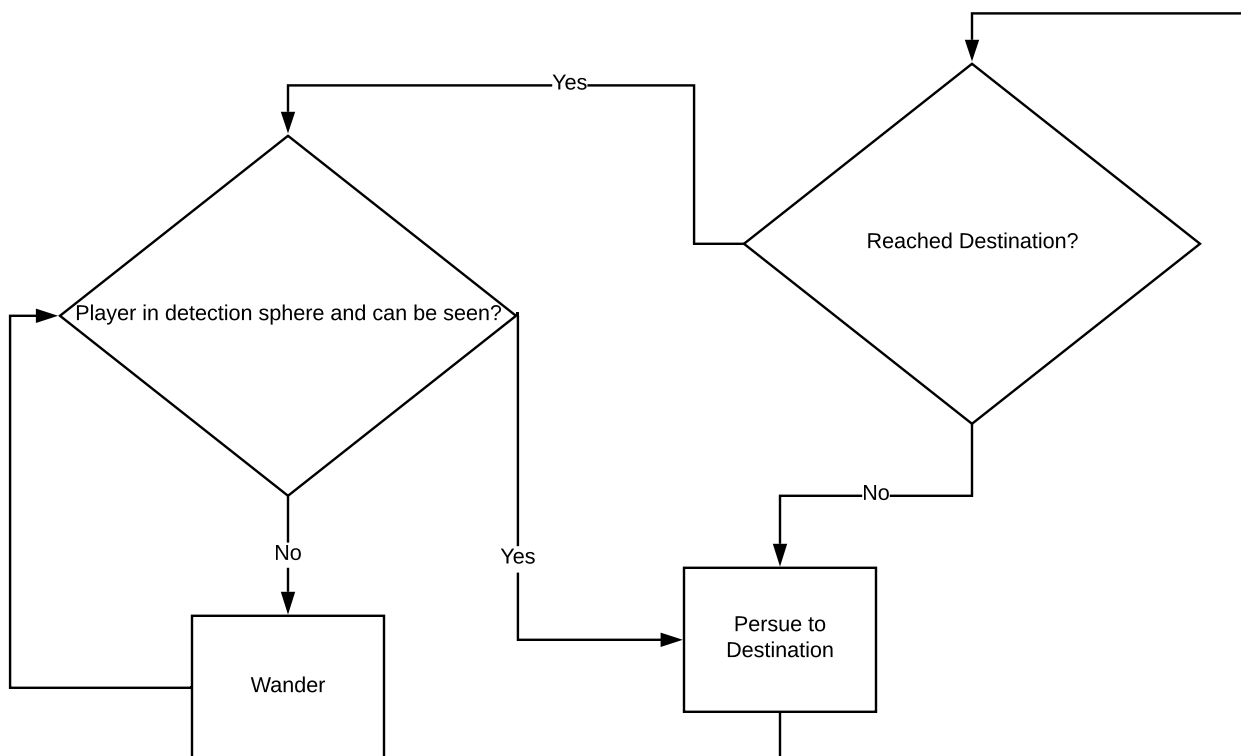 Yes
Reached Destination?
Player in detection sphere and can be seen?
No
No
Yes
Persue to
Destination
Wander